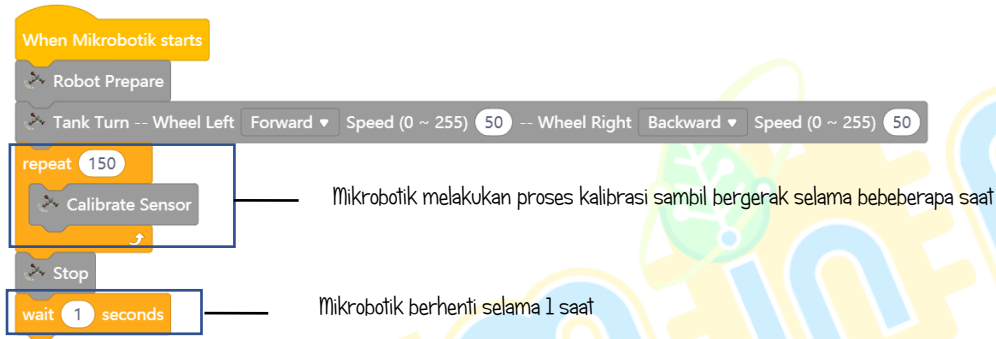 When Mikrobotik starts
Robot Prepare
Tank Turn -- Wheel Left Forward ▼ Speed (0 ~ 255) 50 -- Wheel Right Backward ▼ Speed (0 ~ 255) 50
repeat 150
Calibrate Sensor
Mikrobotik melakukan proses kalibrasi sambil bergerak selama bebeberapa saat
Stop
wait 1 seconds
Mikrobotik berhenti selama 1 saat